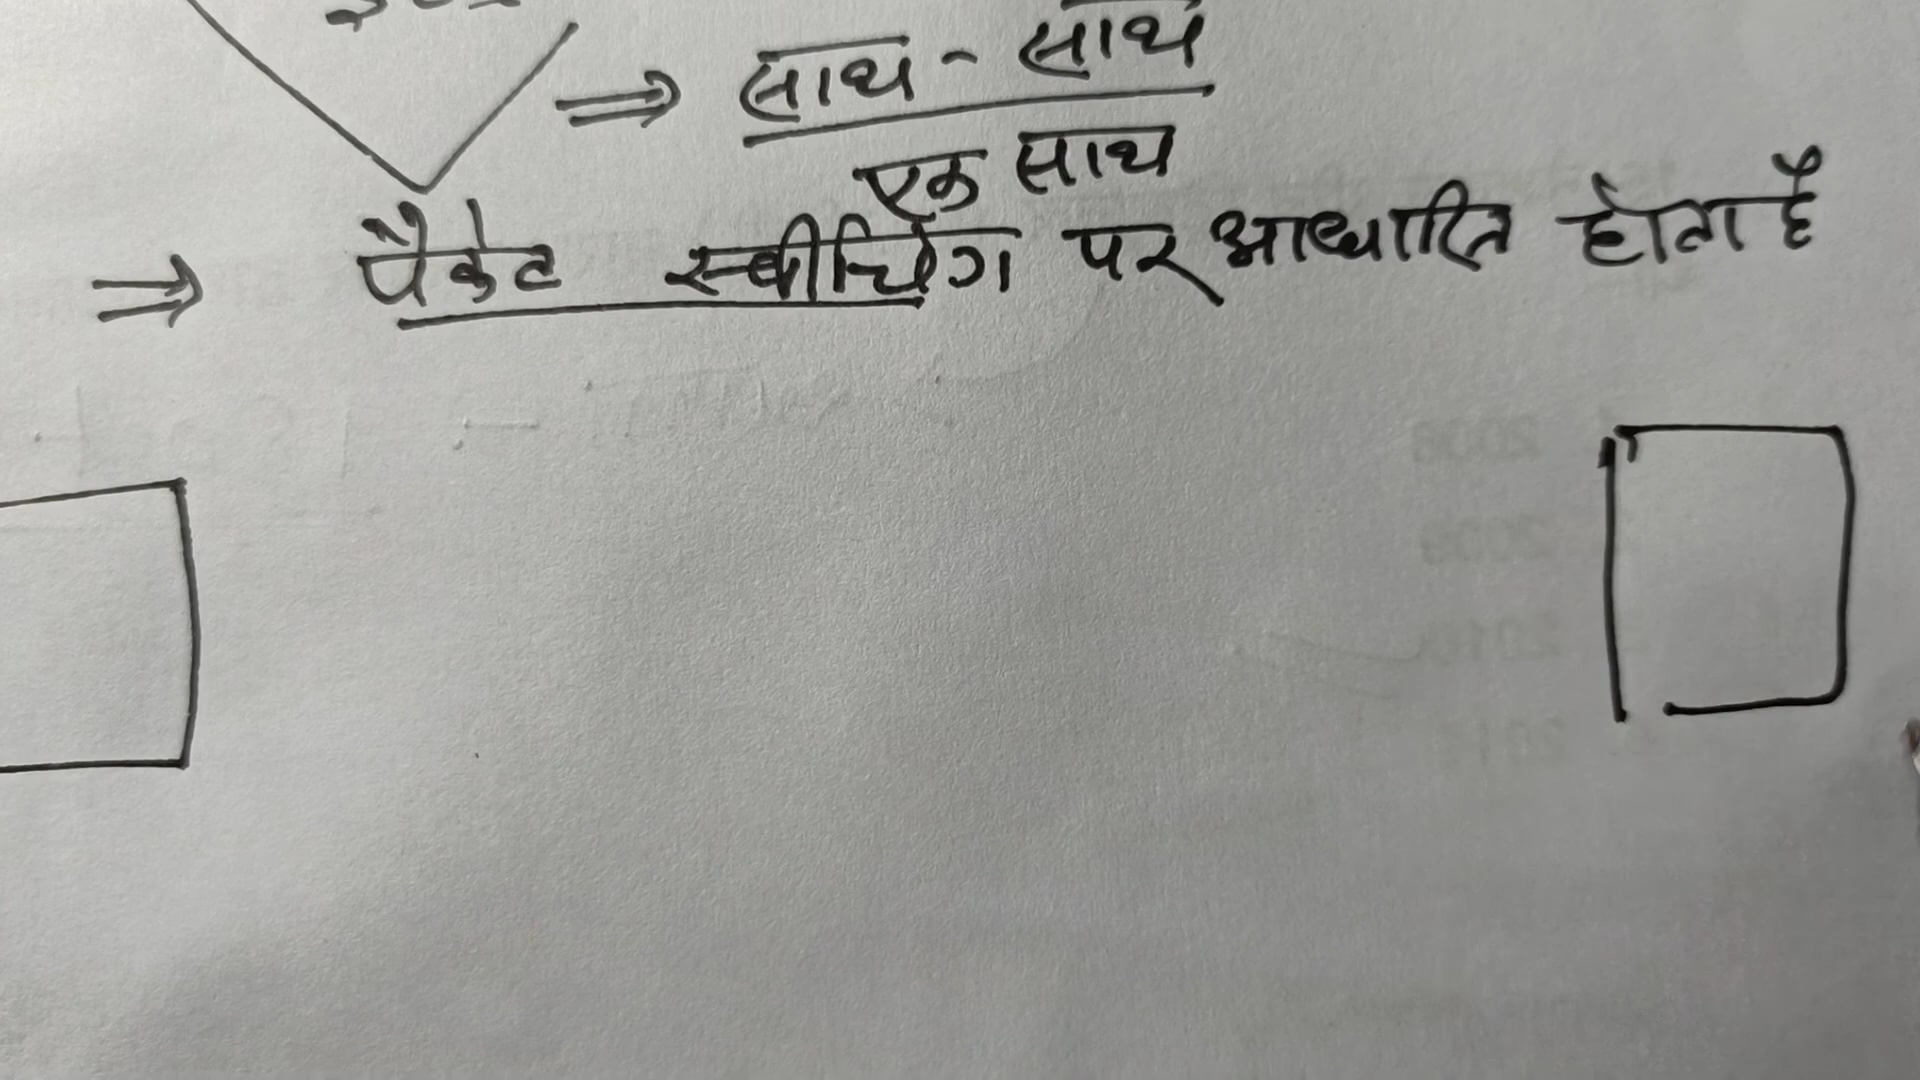 ⇒ साथ - साथ
एक साथ
⇒ पैकेट स्वीचिंग पर आधारित होता है